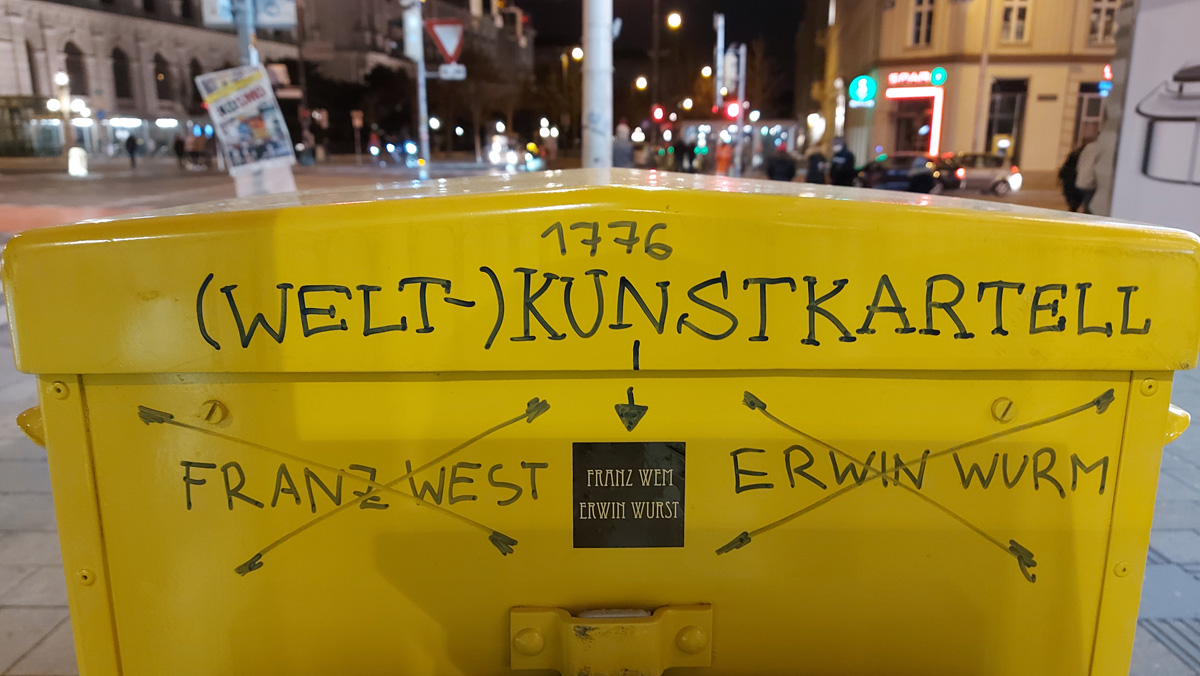 SPAR
1776
(WELT-)KUNSTKARTELL
FRANZ WEST
FRANZ WEM
ERWIN WURST
ERWIN WURM